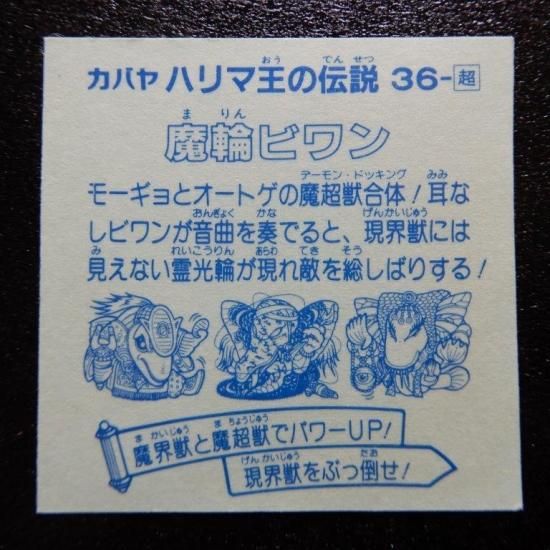 カバヤ ハリマ王の伝説 36-超
魔輪ビワン
モーギョとオートゲの魔超獣合体!耳な
レビワンが音曲を奏でると、現界獣には
見えない霊光輪が現れ敵を総しばりする!
魔界獣と魔超獣でパワーUP!
現界獣をぶっ倒せ!